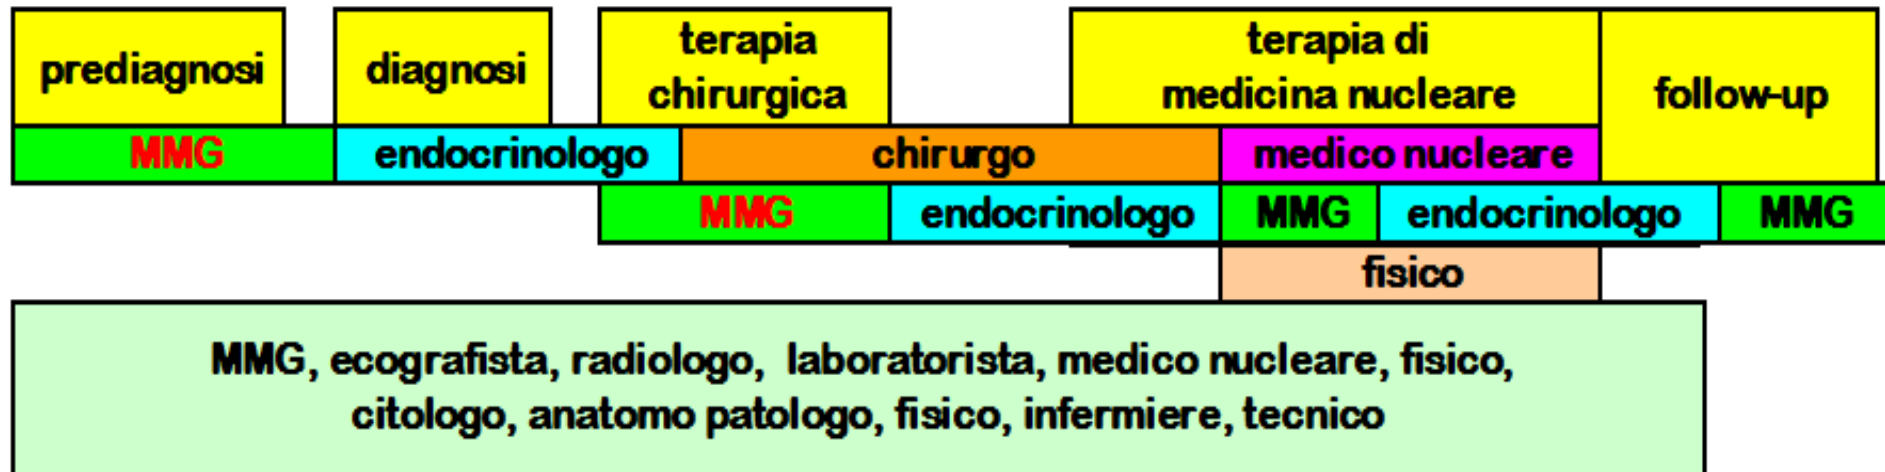 prediagnosi
diagnosi
terapia
chirurgica
terapia di
medicina nucleare
follow-up
MMG
endocrinologo
chirurgo
medico nucleare
MMG
endocrinologo
MMG
endocrinologo
MMG
fisico
MMG, ecografista, radiologo, laboratorista, medico nucleare, fisico,
citologo, anatomo patologo, fisico, infermiere, tecnico